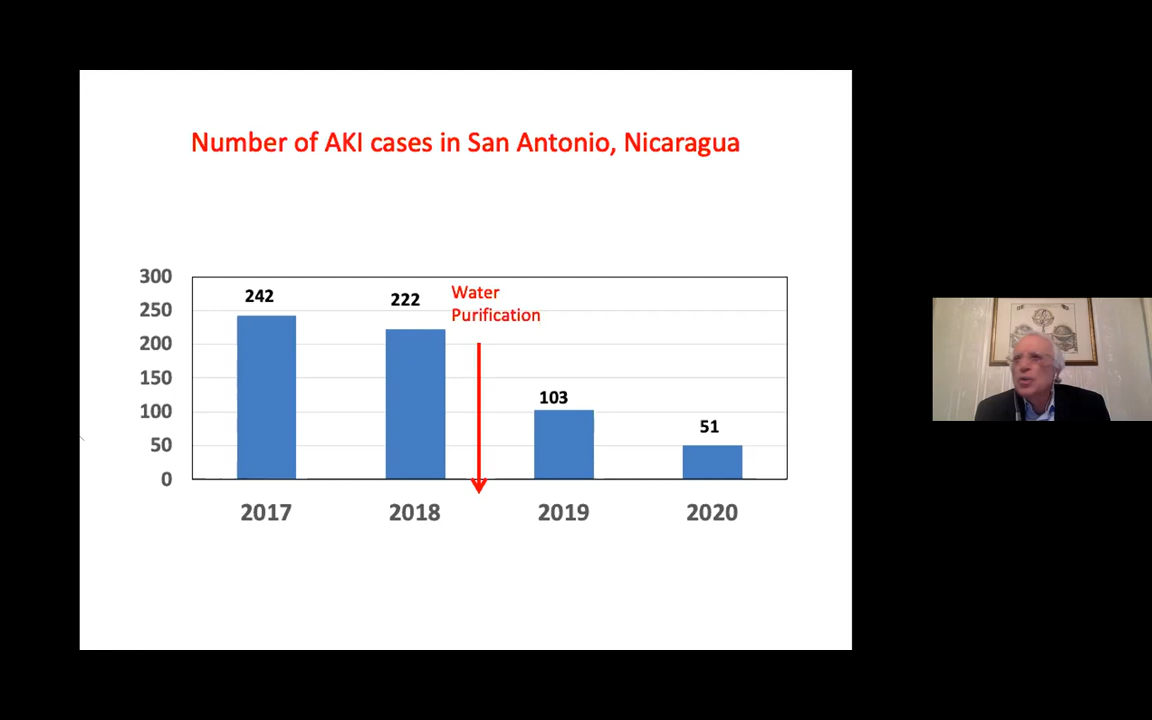 Number of AKI cases in San Antonio, Nicaragua
300
250
200
150
100
50
0
242
222
Water
Purification
103
51
2017 2018 2019 2020